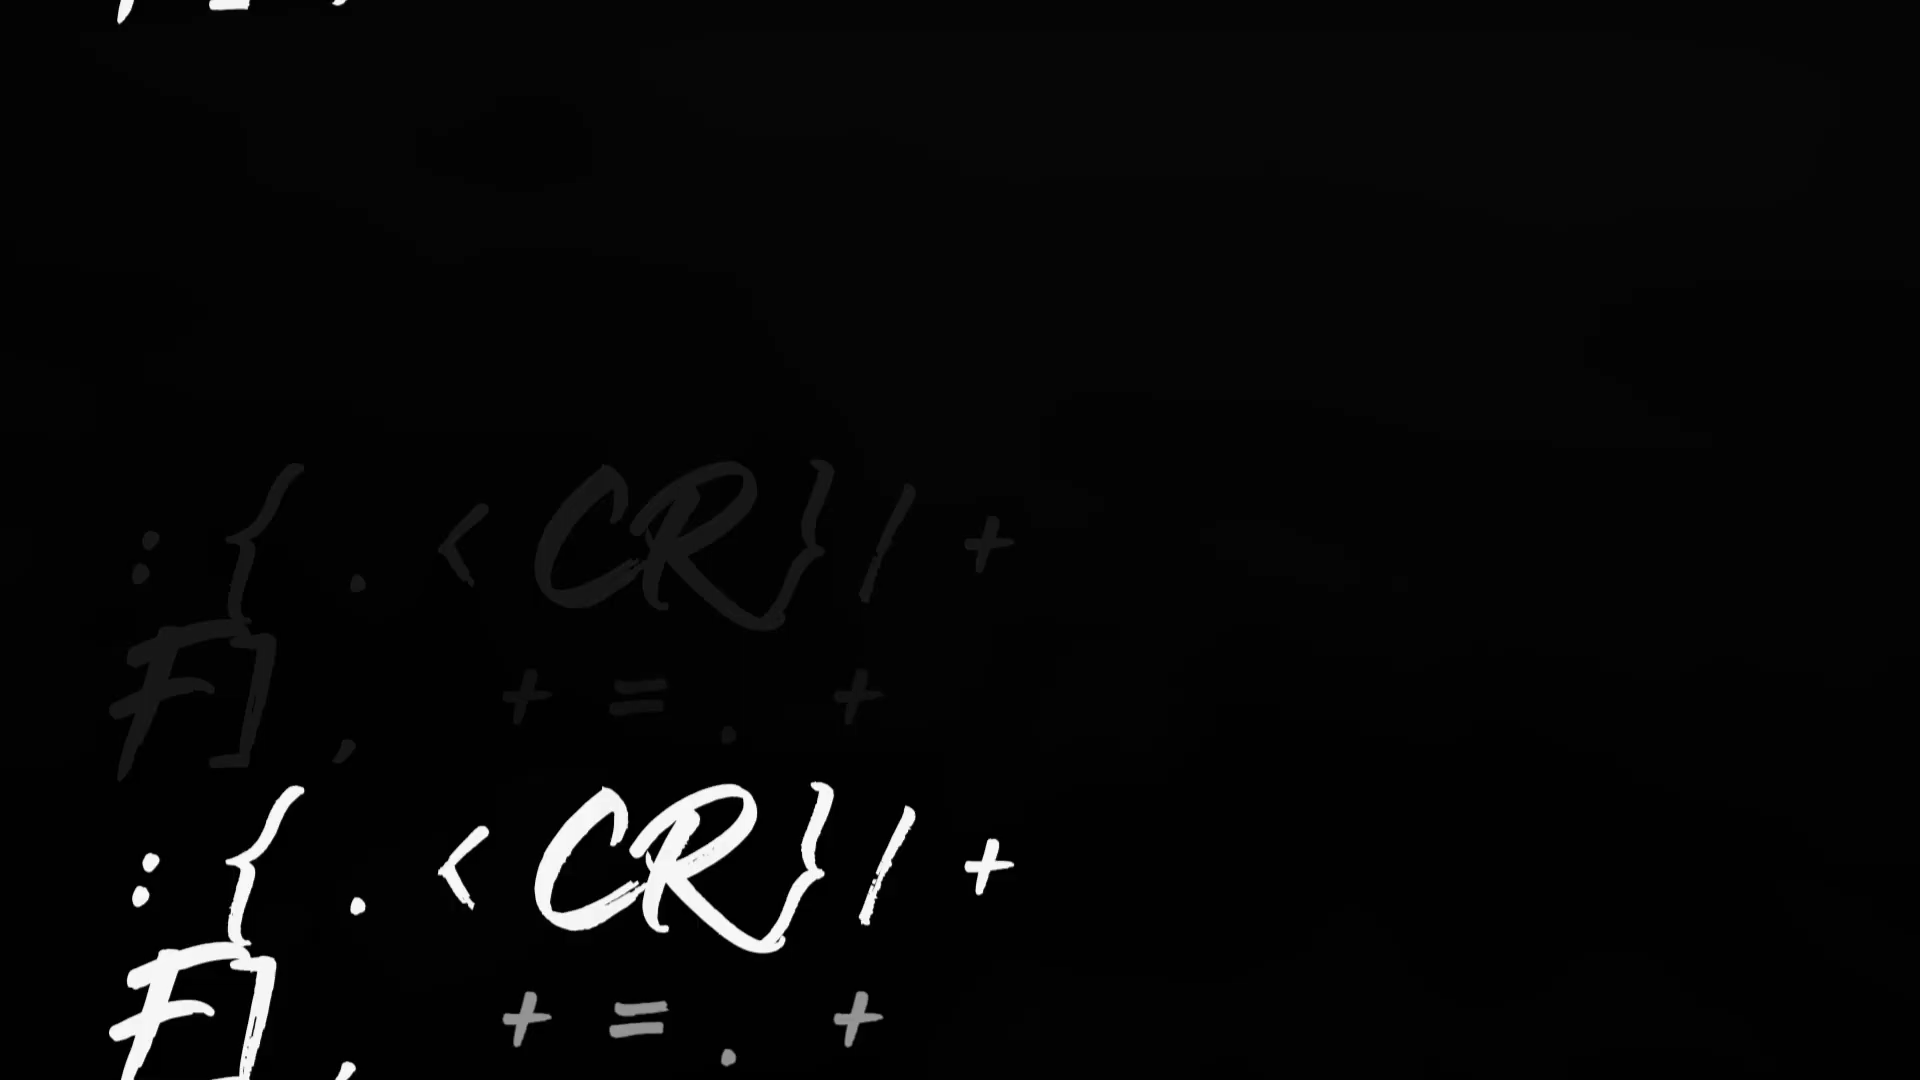 : { . < CR } / +
F ] , + = . +
: { . < CR } / +
F ] , + = . +